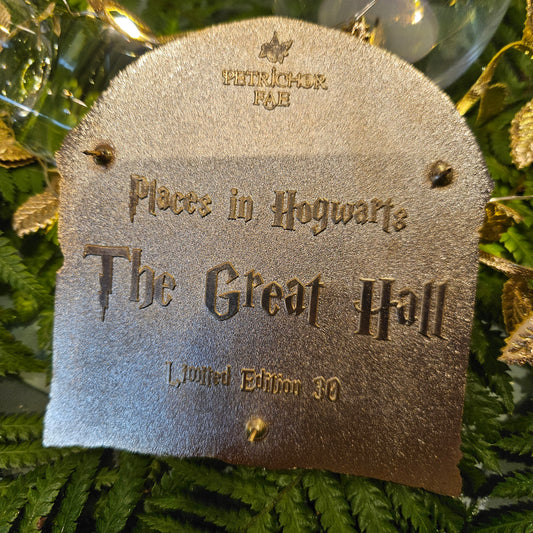 PETRICHOR
FAE
Places in Hogwarts
The Great Hall
Limited Edition 30